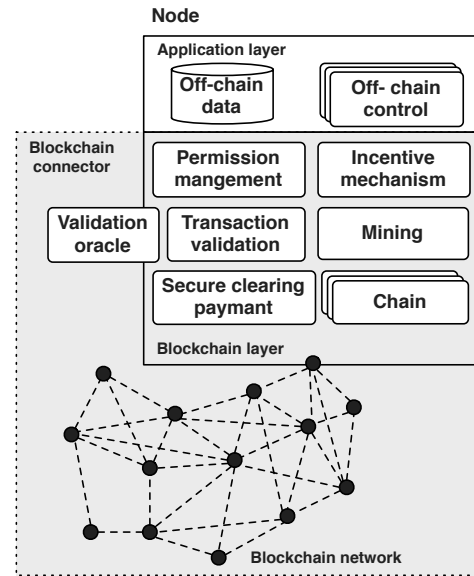 Node
Application layer
Off-chain
data
Off- chain
control
Blockchain
connector
Permission
mangement
Incentive
mechanism
Validation
oracle
Transaction
validation
Mining
Secure clearing
paymant
Chain
Blockchain layer
Blockchain network